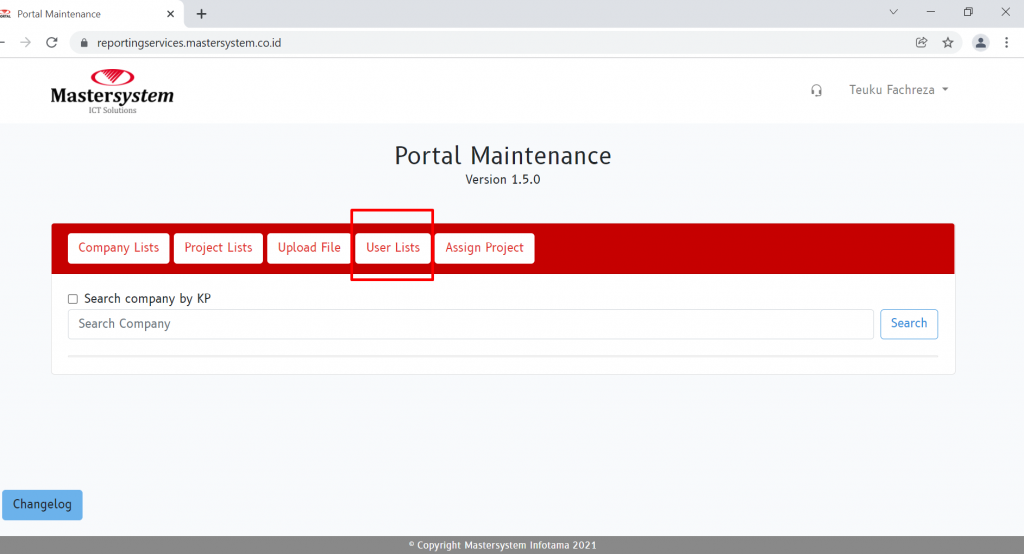 Portal Maintenance
reportingservices.mastersystem.co.id
Mastersystem
ICT Solutions
Teuku Fachreza
Portal Maintenance
Version 1.5.0
Company Lists
Project Lists
Upload File
User Lists
Assign Project
Search company by KP
Search Company
Search
Changelog
© Copyright Mastersystem Infotama 2021